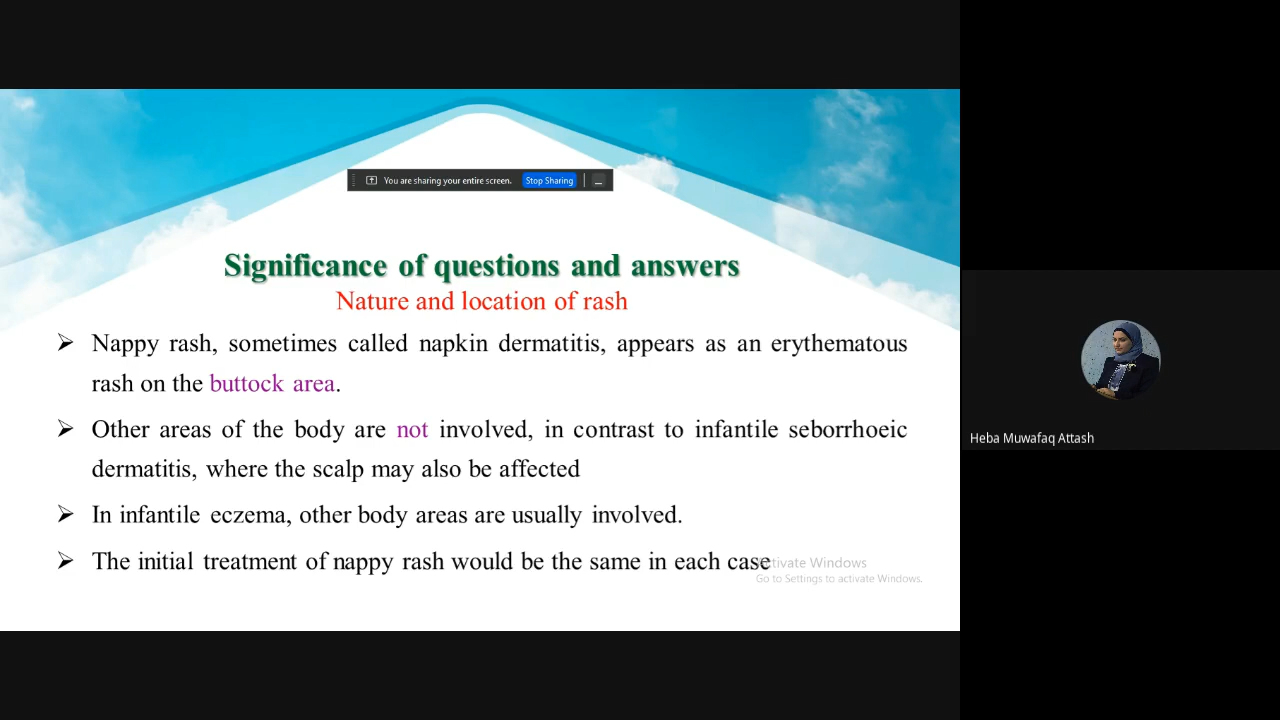 You are sharing your entire screen. Stop Sharing
Significance of questions and answers
Nature and location of rash
Nappy rash, sometimes called napkin dermatitis, appears as an erythematous
rash on the buttock area.
Other areas of the body are not involved, in contrast to infantile seborrhoeic
dermatitis, where the scalp may also be affected
In infantile eczema, other body areas are usually involved.
The initial treatment of nappy rash would be the same in each case
Activate Windows
Go to Settings to activate Windows.
Heba Muwafaq Attash